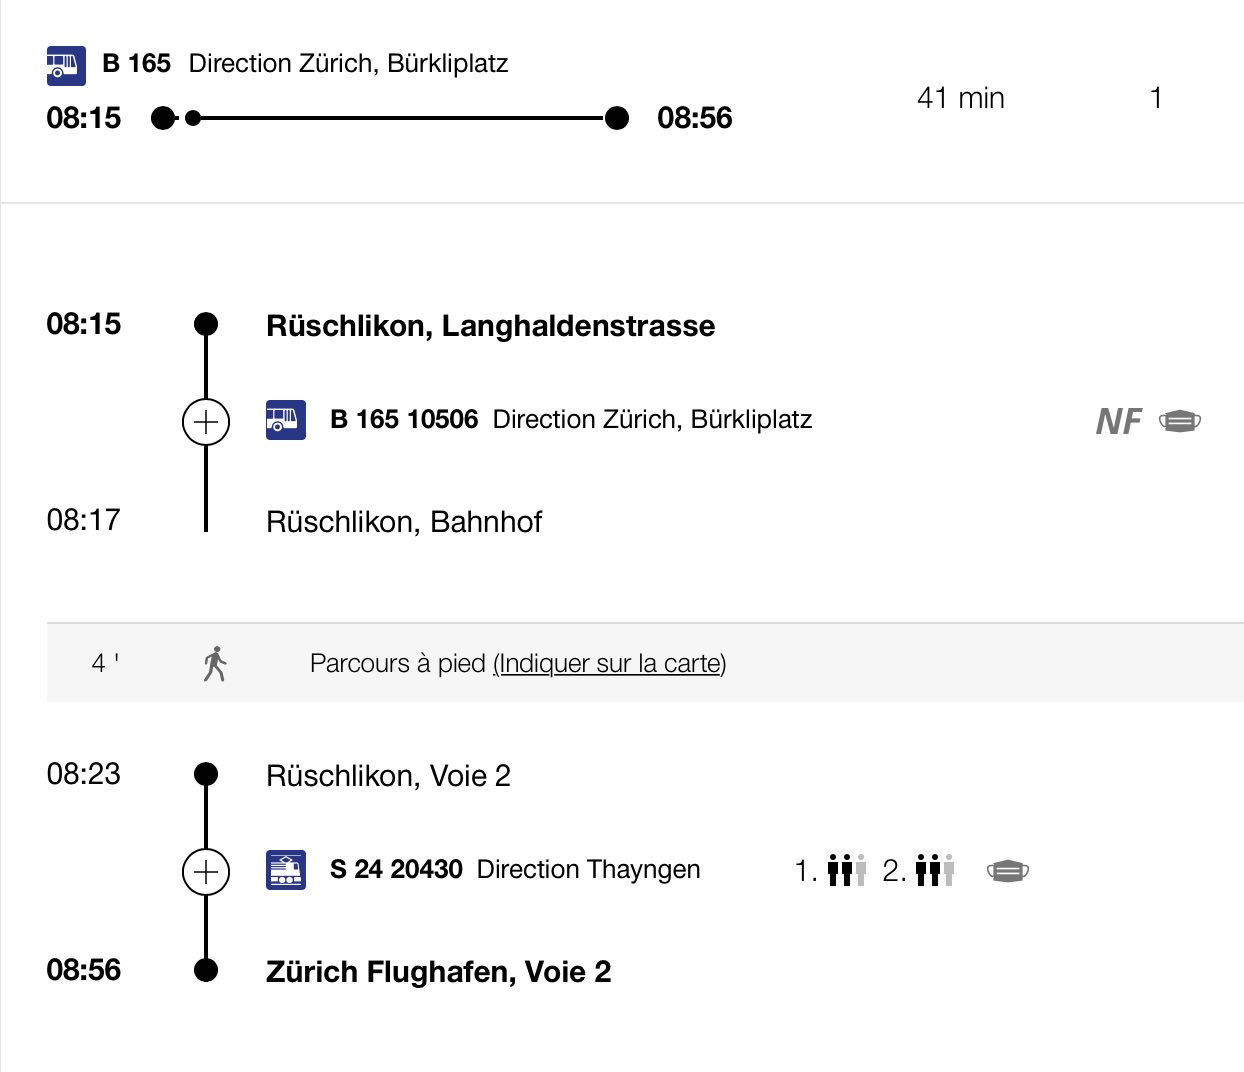 B 165 Direction Zürich, Bürkliplatz
08:15 08:56 41 min 1
08:15 Rüschlikon, Langhaldenstrasse
B 165 10506 Direction Zürich, Bürkliplatz NF
08:17 Rüschlikon, Bahnhof
4 ' Parcours à pied (Indiquer sur la carte)
08:23 Rüschlikon, Voie 2
S 24 20430 Direction Thayngen 1. 2.
08:56 Zürich Flughafen, Voie 2